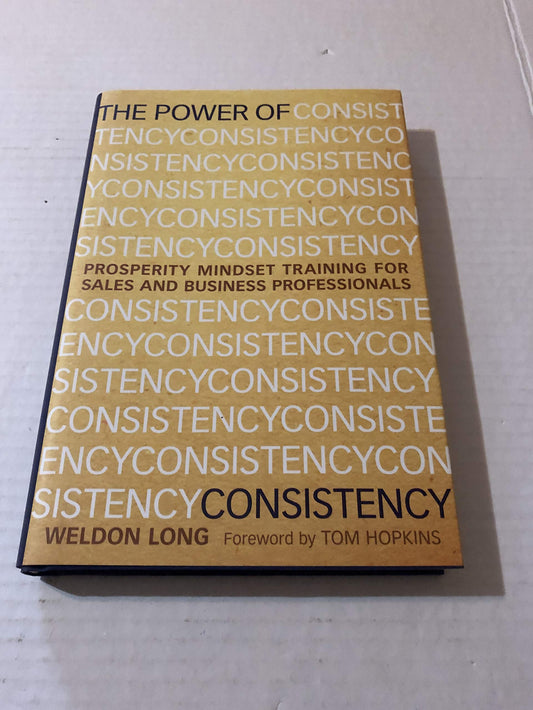 THE POWER OF CONSIST
TENCYCONSISTENCYCO
NSISTENCYCONSISTENC
YCONSISTENCYCONSIST
ENCYCONSISTENCYCON
SISTENCYCONSISTENCY
PROSPERITY MINDSET TRAINING FOR
SALES AND BUSINESS PROFESSIONALS
CONSISTENCYCONSISTE
ENCYCONSISTENCYCON
SISTENCYCONSISTENCY
CONSISTENCYCONSISTE
ENCYCONSISTENCYCON
SISTENCYCONSISTENCY
WELDON LONG Foreword by TOM HOPKINS